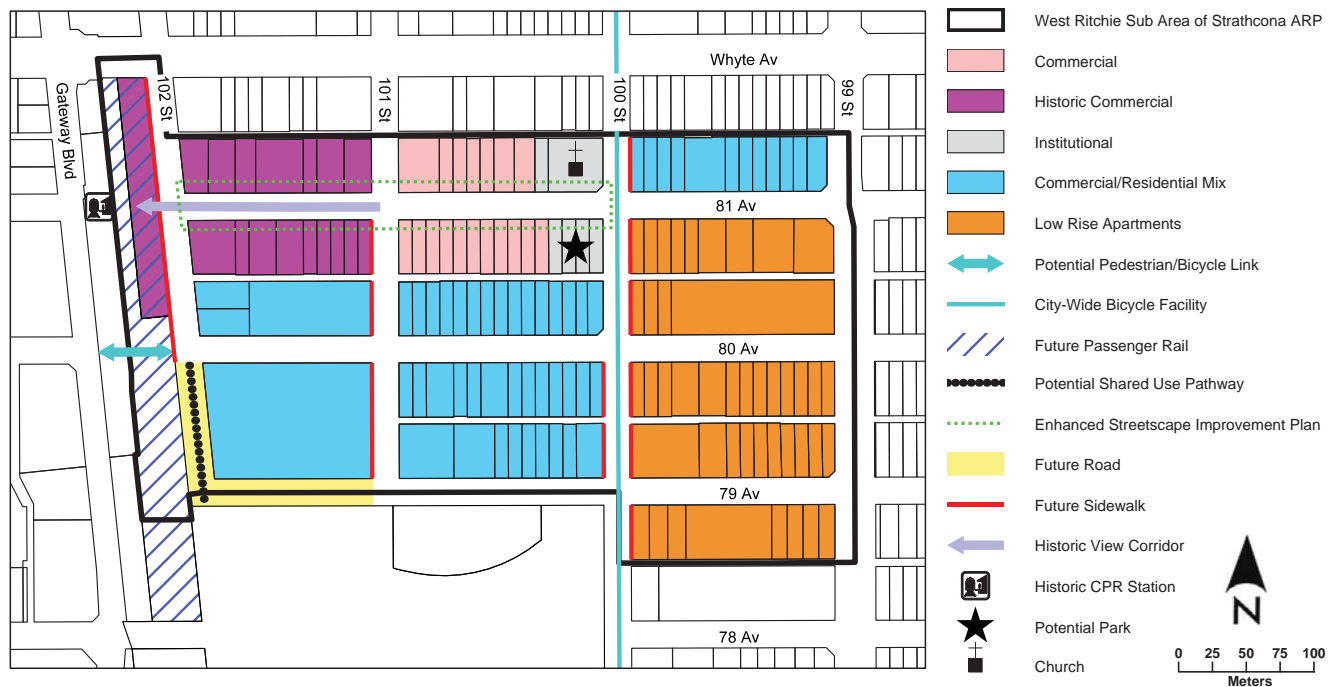 Whyte Av
Gateway Blvd
102 St
101 St
100 St
99 St
81 Av
80 Av
79 Av
78 Av
West Ritchie Sub Area of Strathcona ARP
Commercial
Historic Commercial
Institutional
Commercial/Residential Mix
Low Rise Apartments
Potential Pedestrian/Bicycle Link
City-Wide Bicycle Facility
Future Passenger Rail
Potential Shared Use Pathway
Enhanced Streetscape Improvement Plan
Future Road
Future Sidewalk
Historic View Corridor
Historic CPR Station
Potential Park
Church
N
0 25 50 75 100
Meters